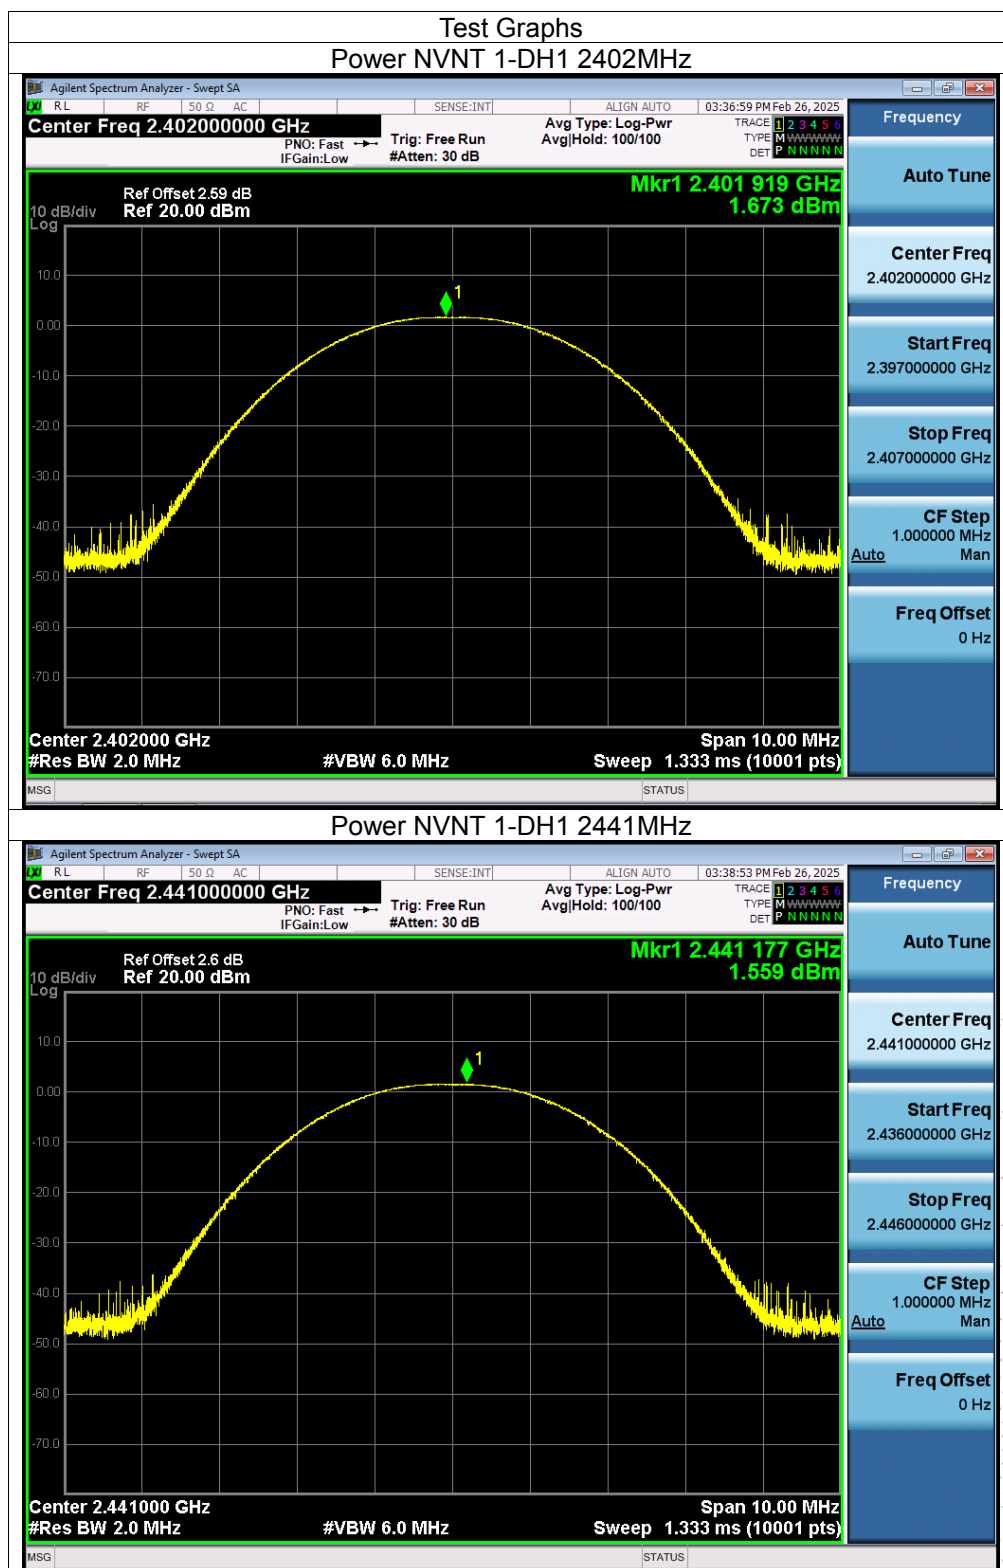 Test Graphs
Power NVNT 1-DH1 2402MHz
Agilent Spectrum Analyzer - Swept SA
LXI RL RF 50 Ω AC SENSE:INT ALIGN AUTO 03:36:59 PM Feb 26, 2025
Center Freq 2.402000000 GHz
PNO: Fast
IFGain:Low
Trig: Free Run
#Atten: 30 dB
Avg Type: Log-Pwr
Avg|Hold: 100/100
TRACE 1 2 3 4 5 6
TYPE M W W W W W
DET P N N N N N
Frequency
Auto Tune
Mkr1 2.401 919 GHz
1.673 dBm
Ref Offset 2.59 dB
Ref 20.00 dBm
10 dB/div
Log
10.0
0.00
-10.0
-20.0
-30.0
-40.0
-50.0
-60.0
-70.0
1
Center Freq
2.402000000 GHz
Start Freq
2.397000000 GHz
Stop Freq
2.407000000 GHz
CF Step
1.000000 MHz
Auto Man
Freq Offset
0 Hz
Center 2.402000 GHz Span 10.00 MHz
#Res BW 2.0 MHz #VBW 6.0 MHz Sweep 1.333 ms (10001 pts)
MSG STATUS
Power NVNT 1-DH1 2441MHz
Agilent Spectrum Analyzer - Swept SA
LXI RL RF 50 Ω AC SENSE:INT ALIGN AUTO 03:38:53 PM Feb 26, 2025
Center Freq 2.441000000 GHz
PNO: Fast
IFGain:Low
Trig: Free Run
#Atten: 30 dB
Avg Type: Log-Pwr
Avg|Hold: 100/100
TRACE 1 2 3 4 5 6
TYPE M W W W W W
DET P N N N N N
Frequency
Auto Tune
Mkr1 2.441 177 GHz
1.559 dBm
Ref Offset 2.6 dB
Ref 20.00 dBm
10 dB/div
Log
10.0
0.00
-10.0
-20.0
-30.0
-40.0
-50.0
-60.0
-70.0
1
Center Freq
2.441000000 GHz
Start Freq
2.436000000 GHz
Stop Freq
2.446000000 GHz
CF Step
1.000000 MHz
Auto Man
Freq Offset
0 Hz
Center 2.441000 GHz Span 10.00 MHz
#Res BW 2.0 MHz #VBW 6.0 MHz Sweep 1.333 ms (10001 pts)
MSG STATUS